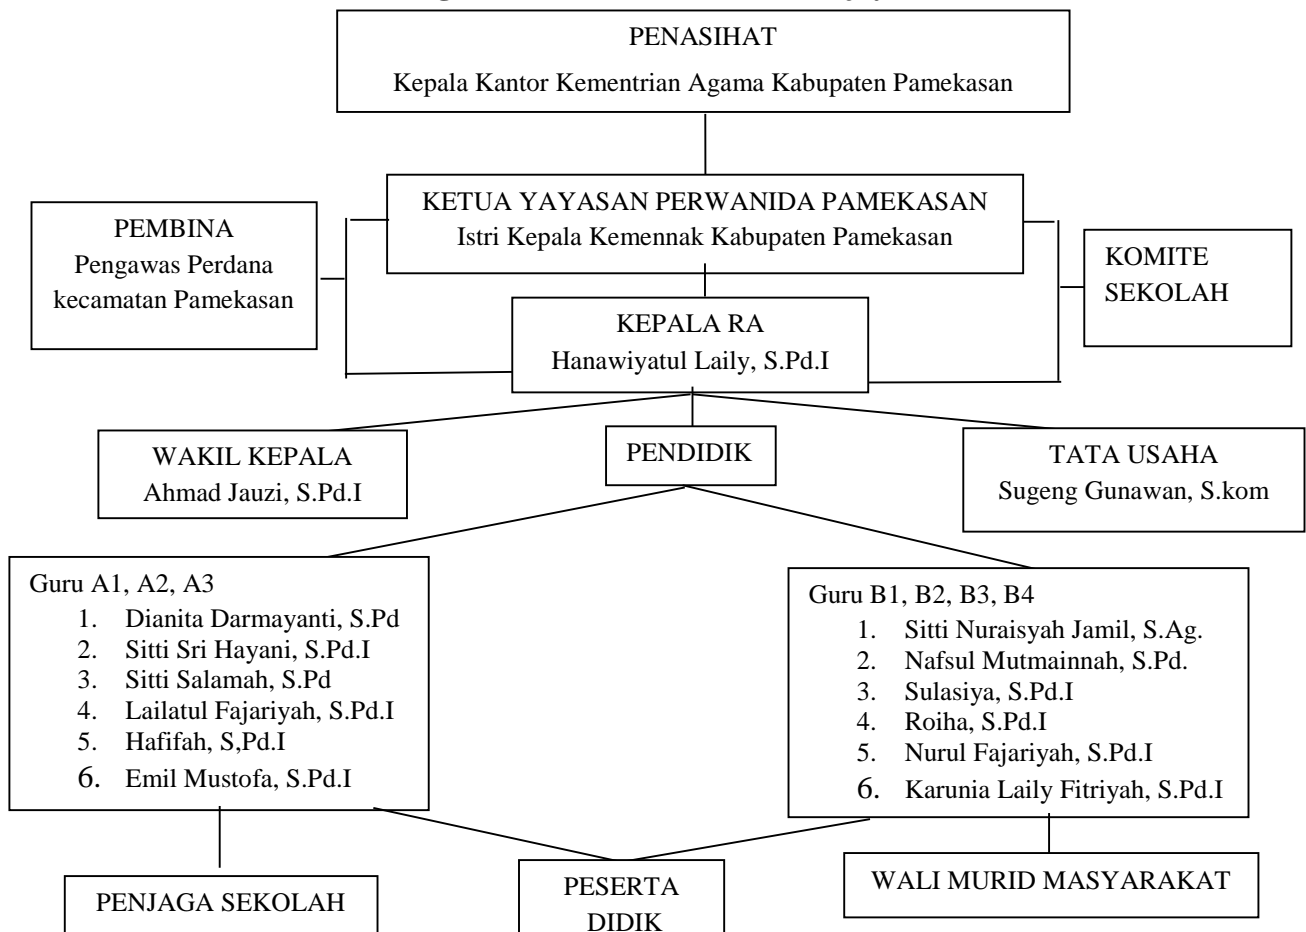 PENASIHAT
Kepala Kantor Kementrian Agama Kabupaten Pamekasan
KETUA YAYASAN PERWANIDA PAMEKASAN
Istri Kepala Kemennak Kabupaten Pamekasan
PEMBINA
Pengawas Perdana
kecamatan Pamekasan
KOMITE
SEKOLAH
KEPALA RA
Hanawiyatul Laily, S.Pd.I
WAKIL KEPALA
Ahmad Jauzi, S.Pd.I
PENDIDIK
TATA USAHA
Sugeng Gunawan, S.kom
Guru A1, A2, A3
1. Dianita Darmayanti, S.Pd
2. Sitti Sri Hayani, S.Pd.I
3. Sitti Salamah, S.Pd
4. Lailatul Fajariyah, S.Pd.I
5. Hafifah, S,Pd.I
6. Emil Mustofa, S.Pd.I
Guru B1, B2, B3, B4
1. Sitti Nuraisyah Jamil, S.Ag.
2. Nafsul Mutmainnah, S.Pd.
3. Sulasiya, S.Pd.I
4. Roiha, S.Pd.I
5. Nurul Fajariyah, S.Pd.I
6. Karunia Laily Fitriyah, S.Pd.I
PENJAGA SEKOLAH
PESERTA
DIDIK
WALI MURID MASYARAKAT